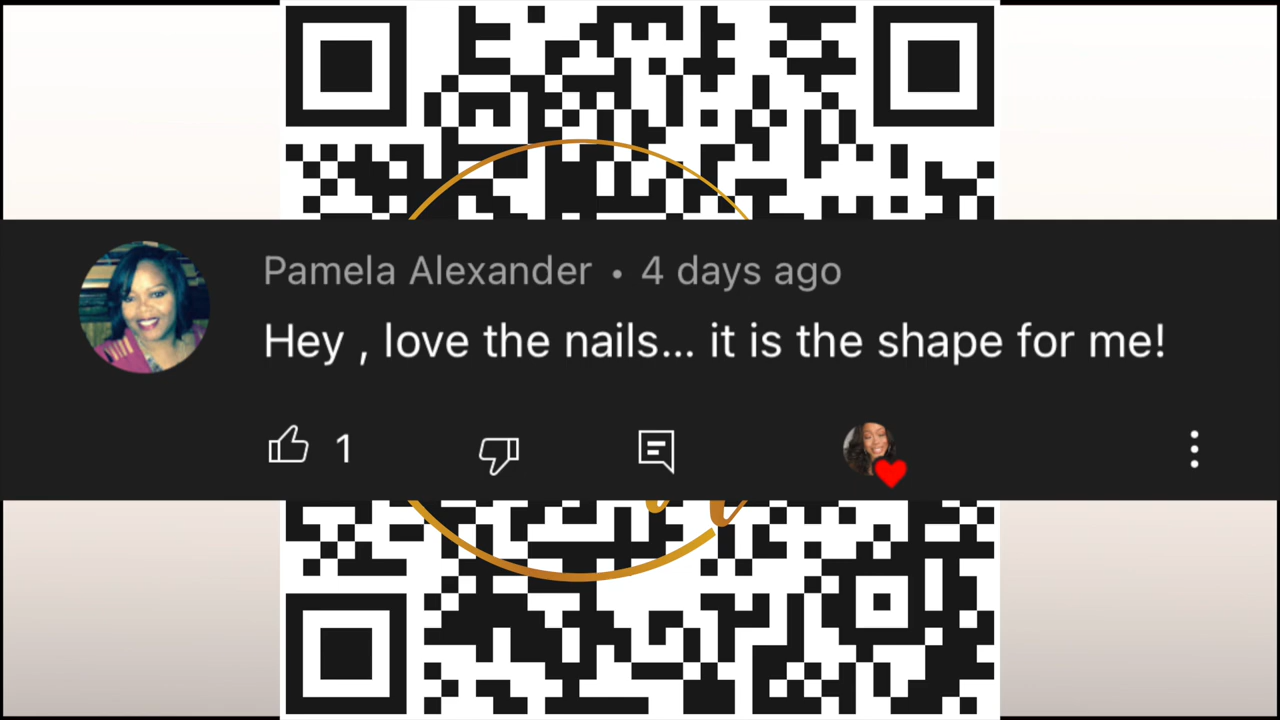 Pamela Alexander • 4 days ago
Hey , love the nails... it is the shape for me!
1